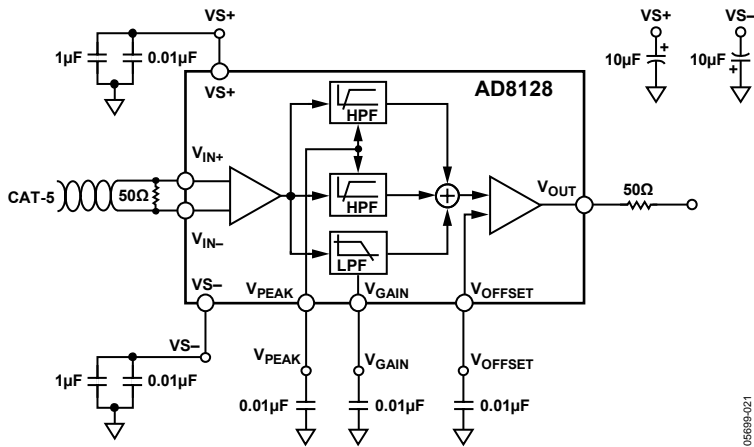 VS+
VS+
VS–
1µF
0.01µF
10µF
+
10µF
+
VS+
AD8128
HPF
VIN+
CAT-5
50Ω
HPF
VOUT
50Ω
VIN–
LPF
VS–
VPEAK
VGAIN
VOFFSET
VS–
VPEAK
VGAIN
VOFFSET
1µF
0.01µF
0.01µF
0.01µF
0.01µF
05699-021